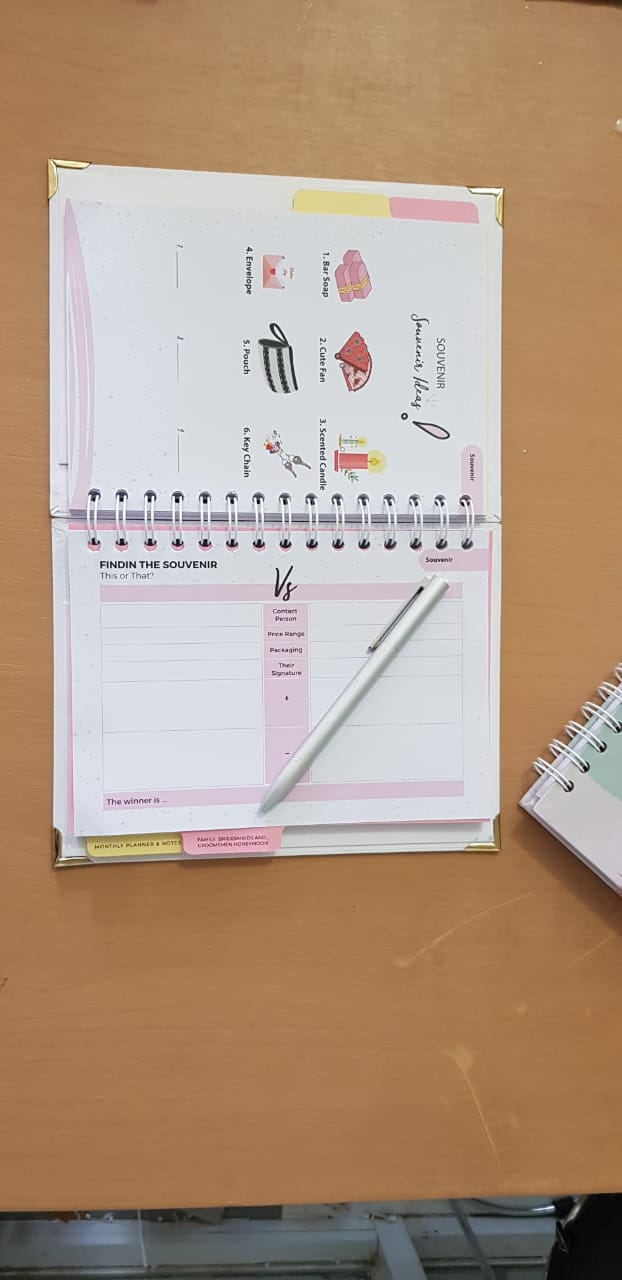 SOUVENIR
Souvenir Ideas
Souvenir
1. Bar Soap
2. Cute Fan
3. Scented Candle
4. Envelope
5. Pouch
6. Key Chain
7
8
9
Souvenir
FINDIN THE SOUVENIR
This or That?
Vs
Contact
Person
Price Range
Packaging
Their
Signature
+
-
The winner is ...
MONTHLY PLANNER & NOTES
FAMILY, BRIDESMAIDS AND
GROOMSMEN HONEYMOON